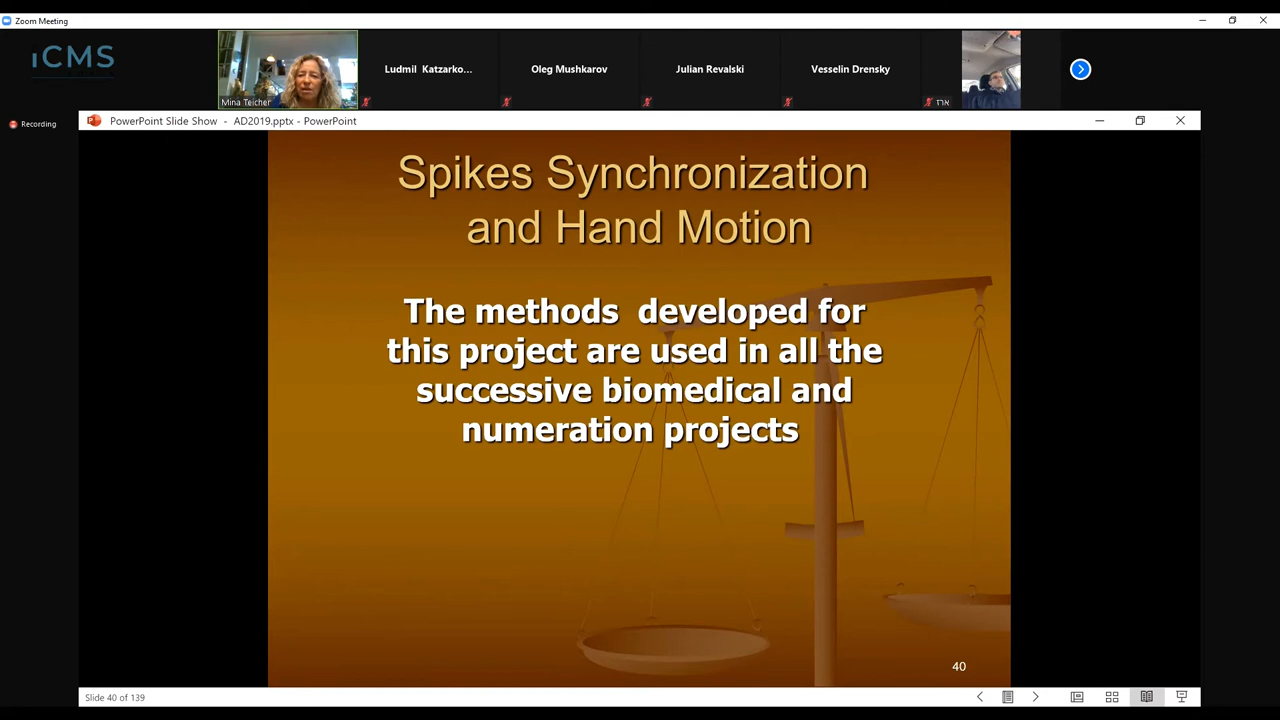 Zoom Meeting
iCMS
Mina Teicher
Ludmil Katzarko...
Oleg Mushkarov
Julian Revalski
Vesselin Drensky
ארז
Recording
PowerPoint Slide Show - AD2019.pptx - PowerPoint
Spikes Synchronization
and Hand Motion
The methods developed for
this project are used in all the
successive biomedical and
numeration projects
40
Slide 40 of 139